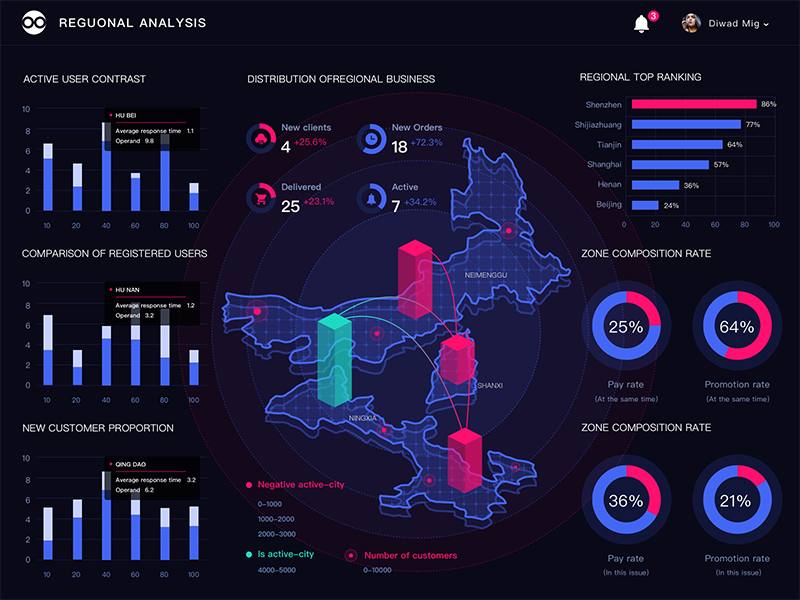 REGUONAL ANALYSIS
3
Diwad Mig
ACTIVE USER CONTRAST
10
8
6
4
2
0
HU BEI
Average response time 1.1
Operand 9.8
10 20 40 60 80 100
COMPARISON OF REGISTERED USERS
10
8
6
4
2
0
HU NAN
Average response time 1.2
Operand 3.2
10 20 40 60 80 100
NEW CUSTOMER PROPORTION
10
8
6
4
2
0
QING DAO
Average response time 3.2
Operand 6.2
10 20 40 60 80 100
DISTRIBUTION OFREGIONAL BUSINESS
New clients
4 +25.6%
New Orders
18 +72.3%
Delivered
25 +23.1%
Active
7 +34.2%
NEIMENGGU
SHANXI
NINGXIA
Negative active-city
0-1000
1000-2000
2000-3000
Is active-city
4000-5000
Number of customers
0-10000
REGIONAL TOP RANKING
Shenzhen 86%
Shijiazhuang 77%
Tianjin 64%
Shanghai 57%
Henan 36%
Beijing 24%
0 20 40 60 80 100
ZONE COMPOSITION RATE
25%
64%
Pay rate
(At the same time)
Promotion rate
(At the same time)
ZONE COMPOSITION RATE
36%
21%
Pay rate
(In this issue)
Promotion rate
(In this issue)